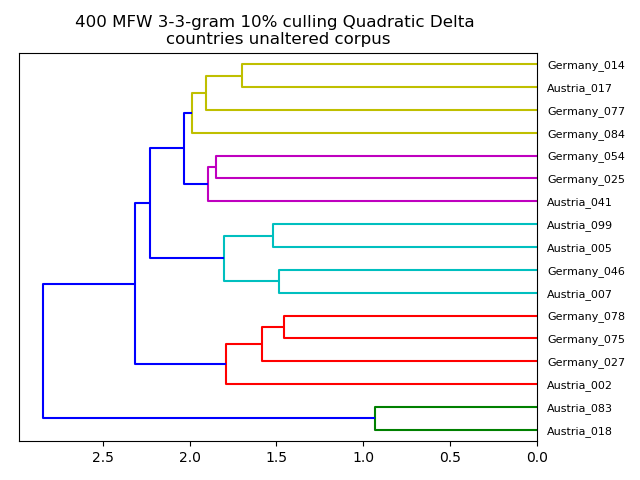 400 MFW 3-3-gram 10% culling Quadratic Delta
countries unaltered corpus
Germany_014
Austria_017
Germany_077
Germany_084
Germany_054
Germany_025
Austria_041
Austria_099
Austria_005
Germany_046
Austria_007
Germany_078
Germany_075
Germany_027
Austria_002
Austria_083
Austria_018
2.5 2.0 1.5 1.0 0.5 0.0